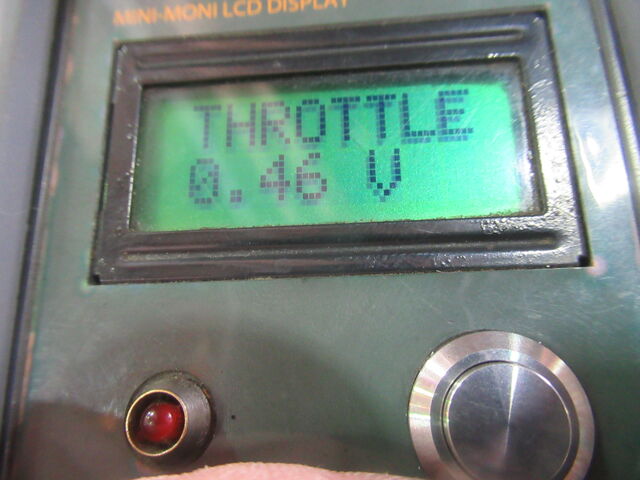 MINI-MONI LCD DISPLAY
THROTTLE
0.46 V